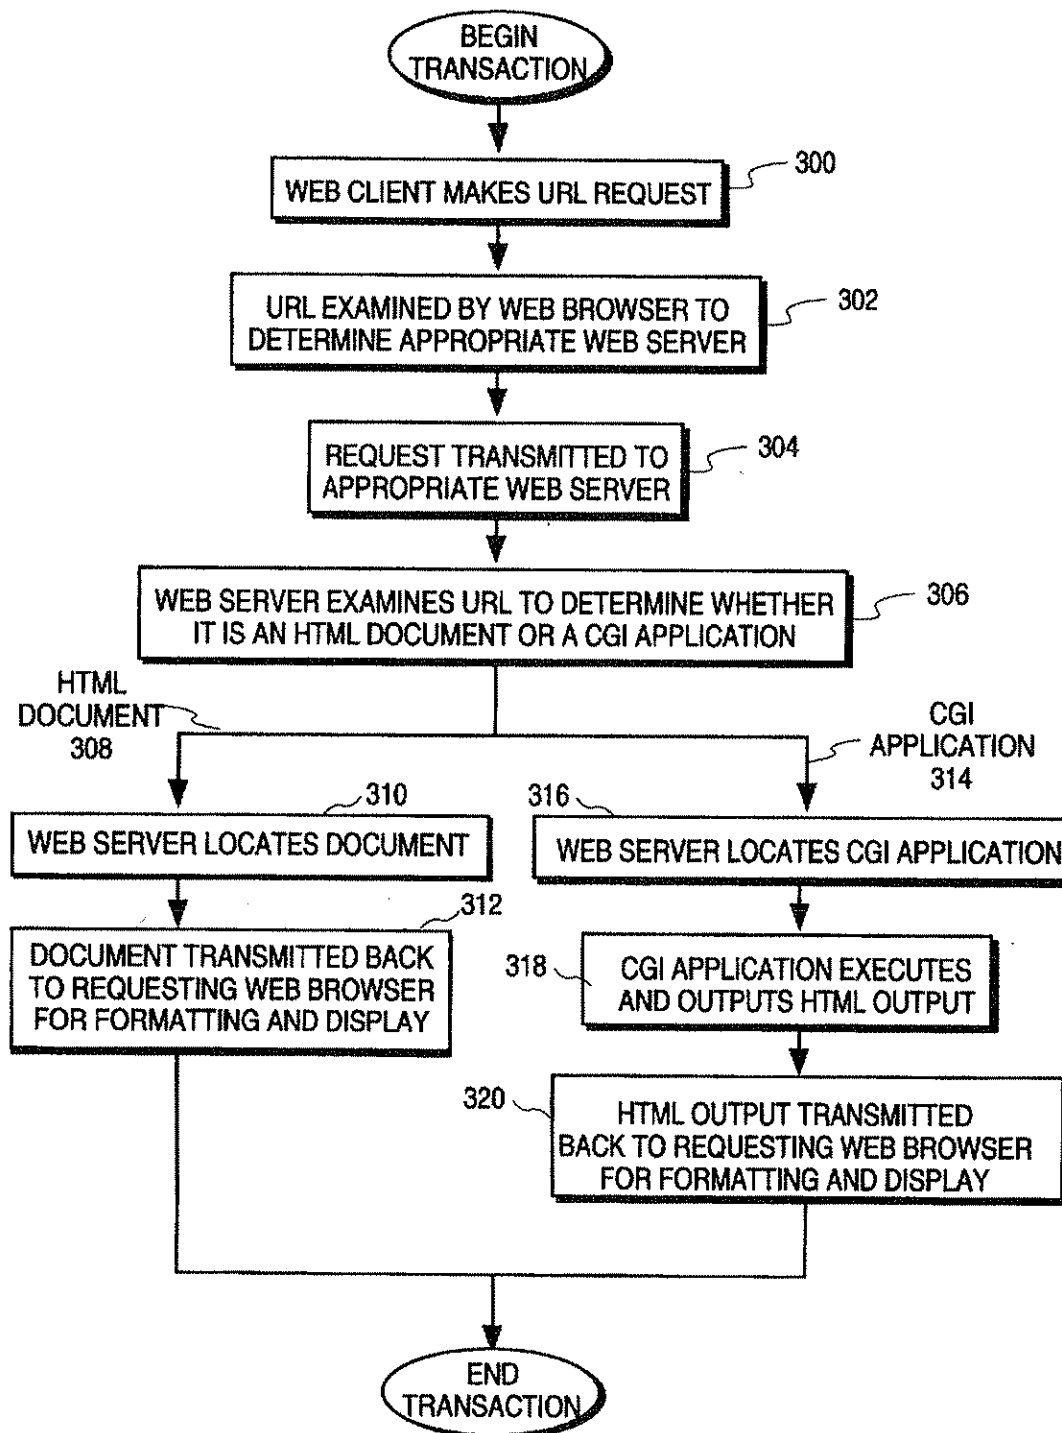 BEGIN
TRANSACTION
300
WEB CLIENT MAKES URL REQUEST
302
URL EXAMINED BY WEB BROWSER TO
DETERMINE APPROPRIATE WEB SERVER
304
REQUEST TRANSMITTED TO
APPROPRIATE WEB SERVER
306
WEB SERVER EXAMINES URL TO DETERMINE WHETHER
IT IS AN HTML DOCUMENT OR A CGI APPLICATION
HTML
DOCUMENT
308
CGI
APPLICATION
314
310
WEB SERVER LOCATES DOCUMENT
312
DOCUMENT TRANSMITTED BACK
TO REQUESTING WEB BROWSER
FOR FORMATTING AND DISPLAY
316
WEB SERVER LOCATES CGI APPLICATION
318
CGI APPLICATION EXECUTES
AND OUTPUTS HTML OUTPUT
320
HTML OUTPUT TRANSMITTED
BACK TO REQUESTING WEB BROWSER
FOR FORMATTING AND DISPLAY
END
TRANSACTION